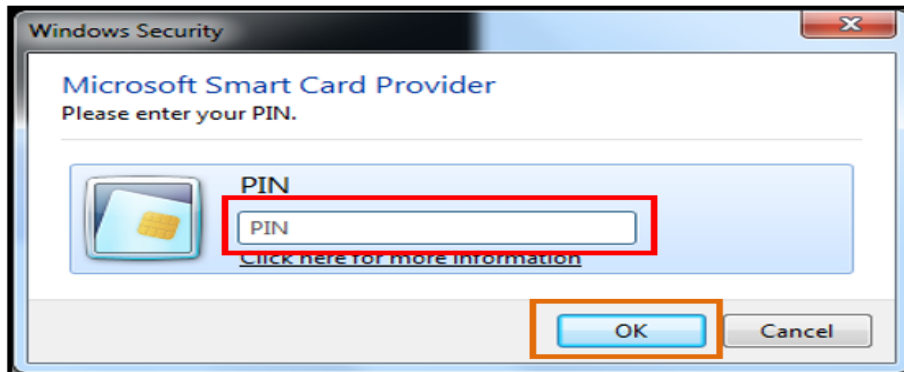 Windows Security
Microsoft Smart Card Provider
Please enter your PIN.
PIN
PIN
Click here for more information
OK
Cancel